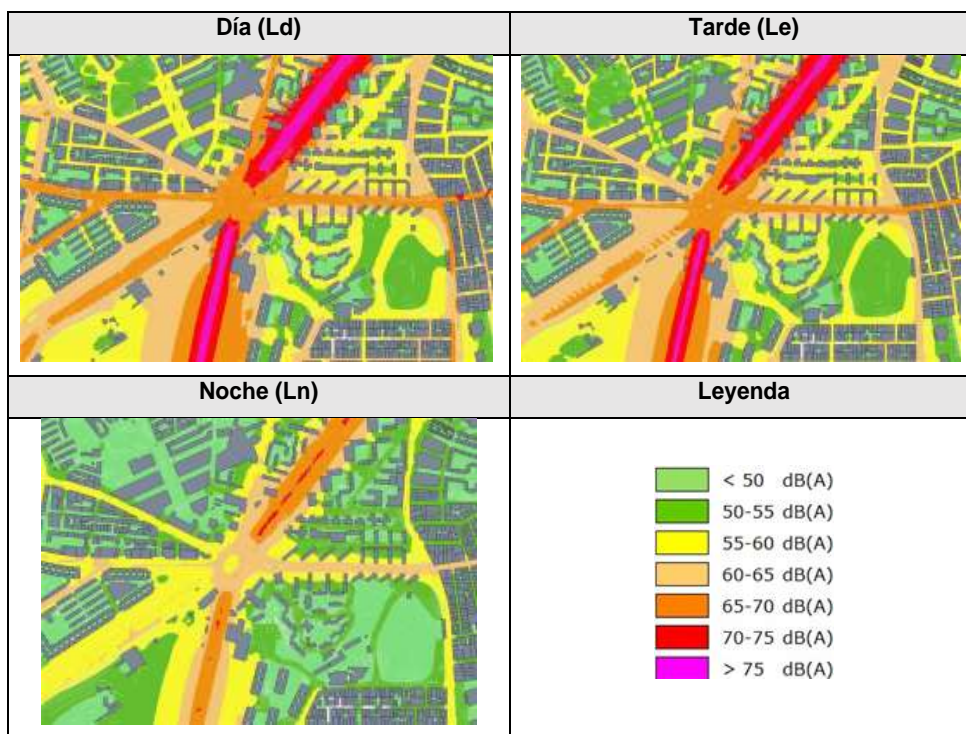 Día (Ld)
Tarde (Le)
Noche (Ln)
Leyenda
< 50 dB(A)
50-55 dB(A)
55-60 dB(A)
60-65 dB(A)
65-70 dB(A)
70-75 dB(A)
> 75 dB(A)